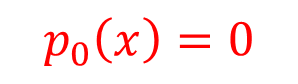 p₀(x) = 0